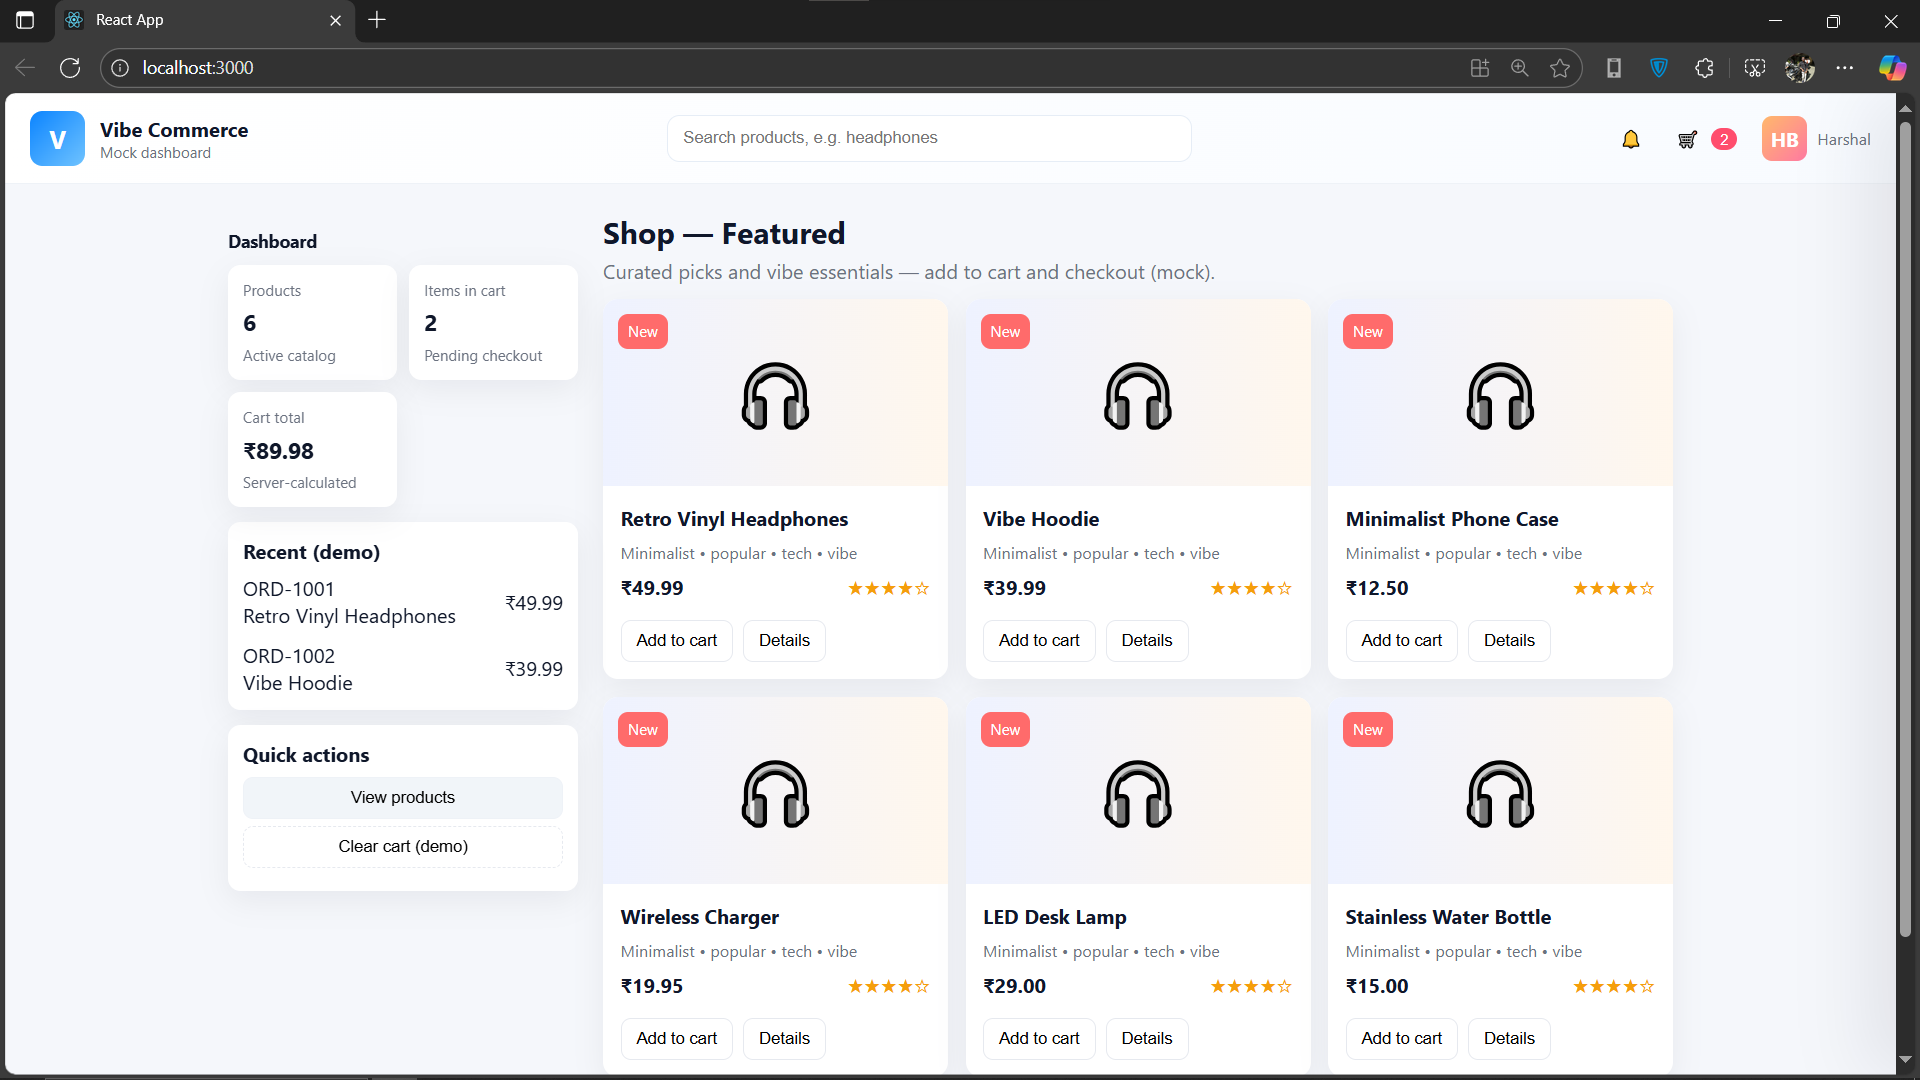 React App
localhost:3000
V
Vibe Commerce
Mock dashboard
Search products, e.g. headphones
2
HB
Harshal
Dashboard
Products
6
Active catalog
Items in cart
2
Pending checkout
Cart total
₹89.98
Server-calculated
Recent (demo)
ORD-1001
Retro Vinyl Headphones
₹49.99
ORD-1002
Vibe Hoodie
₹39.99
Quick actions
View products
Clear cart (demo)
Shop — Featured
Curated picks and vibe essentials — add to cart and checkout (mock).
New
Retro Vinyl Headphones
Minimalist • popular • tech • vibe
₹49.99 ★★★★☆
Add to cart Details
New
Vibe Hoodie
Minimalist • popular • tech • vibe
₹39.99 ★★★★☆
Add to cart Details
New
Minimalist Phone Case
Minimalist • popular • tech • vibe
₹12.50 ★★★★☆
Add to cart Details
New
Wireless Charger
Minimalist • popular • tech • vibe
₹19.95 ★★★★☆
Add to cart Details
New
LED Desk Lamp
Minimalist • popular • tech • vibe
₹29.00 ★★★★☆
Add to cart Details
New
Stainless Water Bottle
Minimalist • popular • tech • vibe
₹15.00 ★★★★☆
Add to cart Details